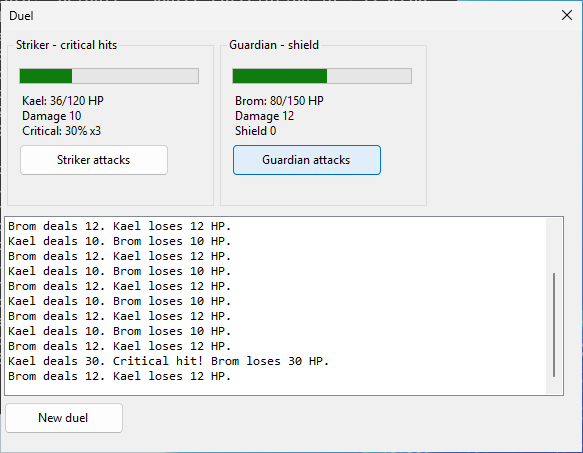 Duel
Striker - critical hits
Kael: 36/120 HP
Damage 10
Critical: 30% x3
Striker attacks
Guardian - shield
Brom: 80/150 HP
Damage 12
Shield 0
Guardian attacks
Brom deals 12. Kael loses 12 HP.
Kael deals 10. Brom loses 10 HP.
Brom deals 12. Kael loses 12 HP.
Kael deals 10. Brom loses 10 HP.
Brom deals 12. Kael loses 12 HP.
Kael deals 10. Brom loses 10 HP.
Brom deals 12. Kael loses 12 HP.
Kael deals 10. Brom loses 10 HP.
Brom deals 12. Kael loses 12 HP.
Kael deals 30. Critical hit! Brom loses 30 HP.
Brom deals 12. Kael loses 12 HP.
New duel